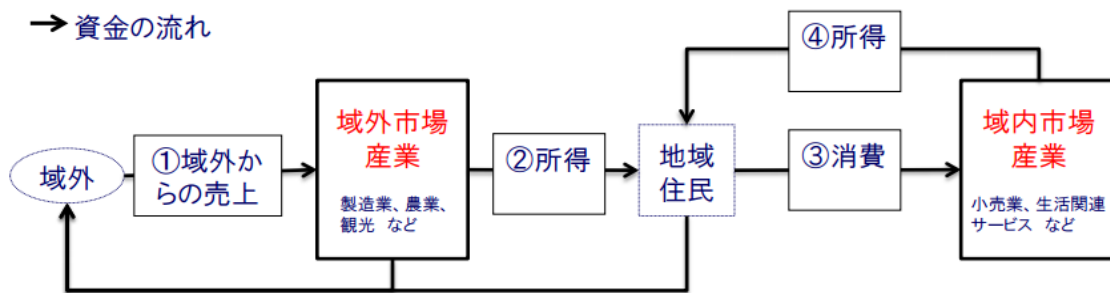 資金の流れ
④所得
域外
①域外か
らの売上
域外市場
産業
製造業、農業、
観光 など
②所得
地域
住民
③消費
域内市場
産業
小売業、生活関連
サービス など